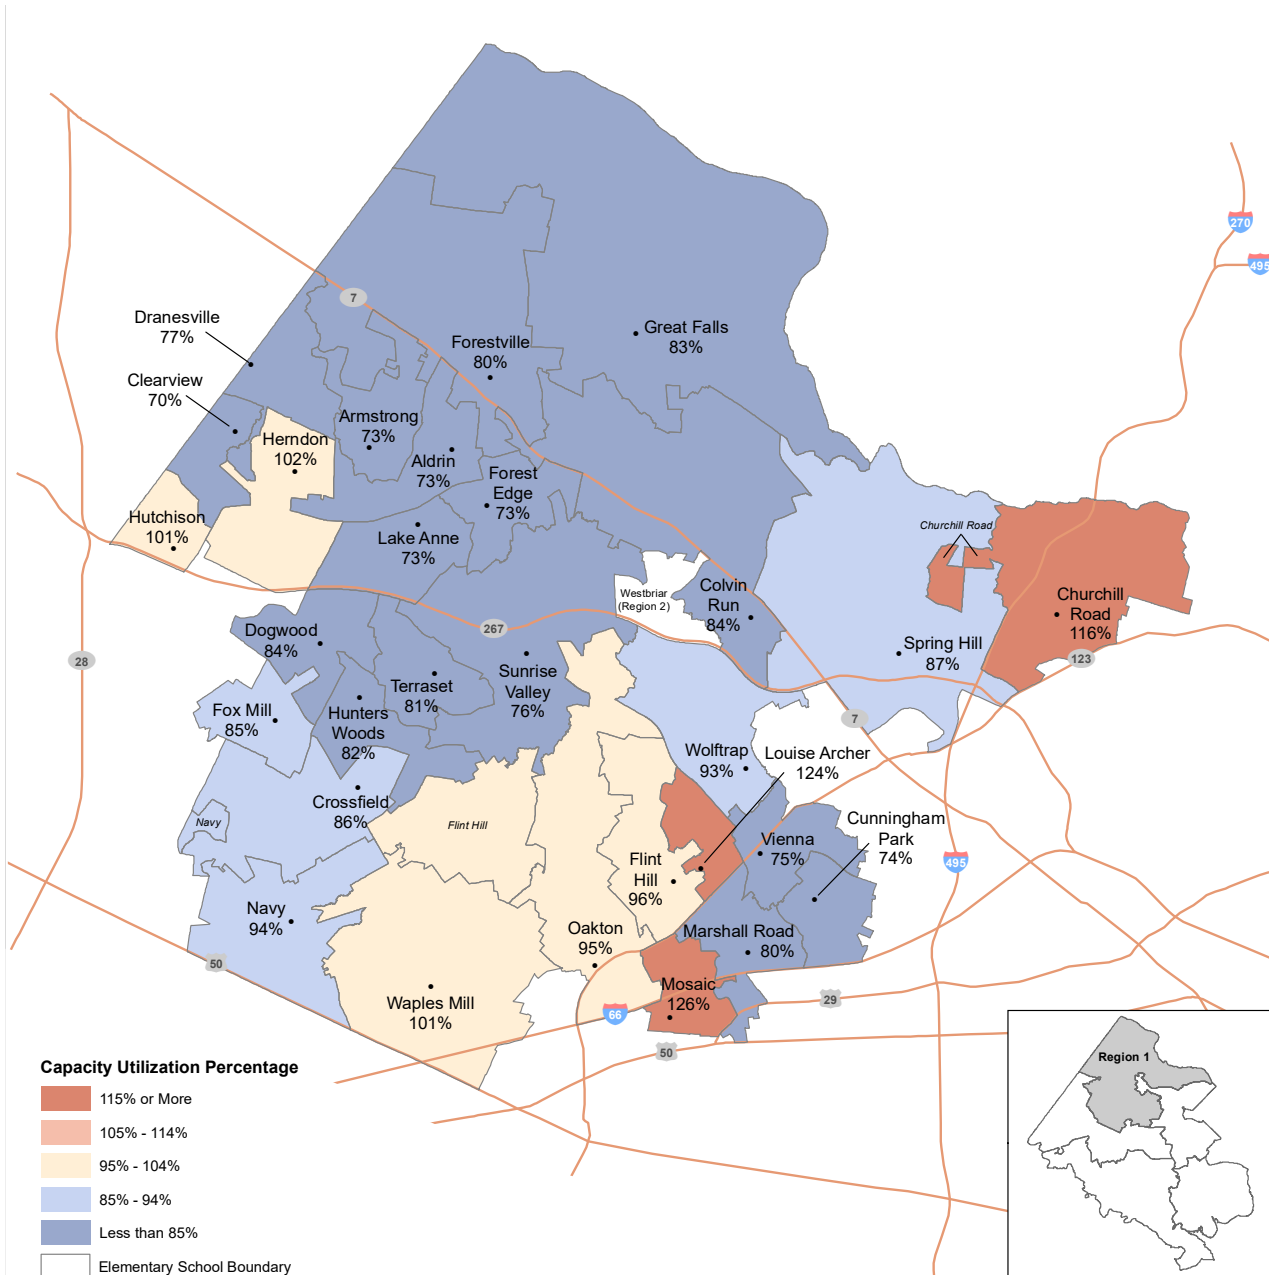 270
495
7
Dranesville
77%
Great Falls
83%
Forestville
80%
Clearview
70%
Armstrong
73%
Herndon
102%
Aldrin
73%
Forest
Edge
73%
Hutchison
101%
Lake Anne
73%
Churchill Road
Westbriar
(Region 2)
Colvin
Run
84%
Churchill
Road
116%
267
Dogwood
84%
Spring Hill
87%
123
28
Sunrise
Valley
76%
Terraset
81%
Fox Mill
85%
Hunters
Woods
82%
7
Wolftrap
93%
Louise Archer
124%
Crossfield
86%
Navy
Flint Hill
Cunningham
Park
74%
Vienna
75%
Flint
Hill
96%
495
Navy
94%
Oakton
95%
Marshall Road
80%
50
Waples Mill
101%
Mosaic
126%
29
66
50
Region 1
Capacity Utilization Percentage
115% or More
105% - 114%
95% - 104%
85% - 94%
Less than 85%
Elementary School Boundary